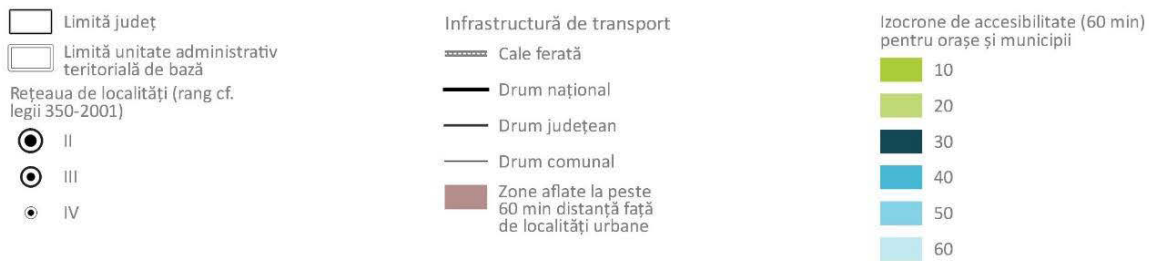 Limită județ
Limită unitate administrativ
teritorială de bază
Rețeaua de localități (rang cf.
legii 350-2001)
II
III
IV
Infrastructură de transport
Cale ferată
Drum național
Drum județean
Drum comunal
Zone aflate la peste
60 min distanță față
de localități urbane
Izocrone de accesibilitate (60 min)
pentru orașe și municipii
10
20
30
40
50
60